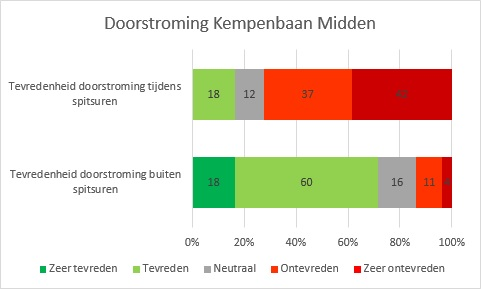 Doorstroming Kempenbaan Midden
Tevredenheid doorstroming tijdens
spitsuren
18 12 37 42
Tevredenheid doorstroming buiten
spitsuren
18 60 16 11
0% 20% 40% 60% 80% 100%
Zeer tevreden Tevreden Neutraal Ontevreden Zeer ontevreden